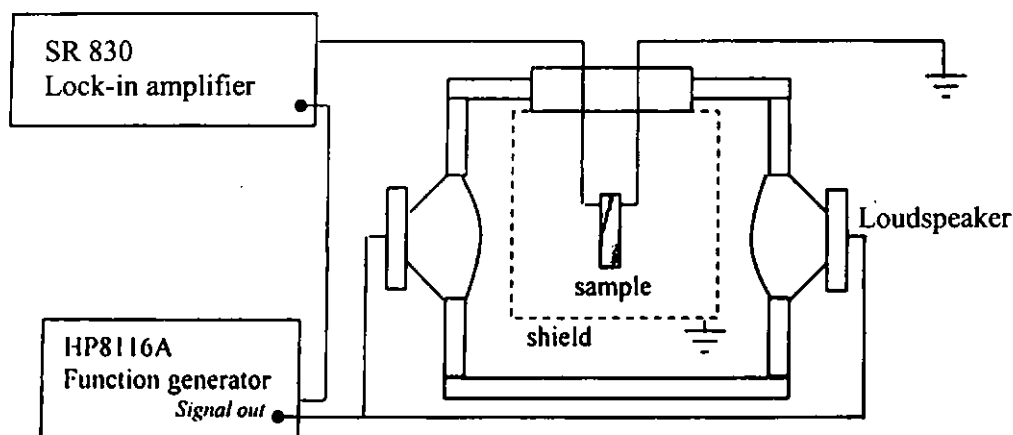 SR 830
Lock-in amplifier
Loudspeaker
sample
shield
HP8116A
Function generator
Signal out